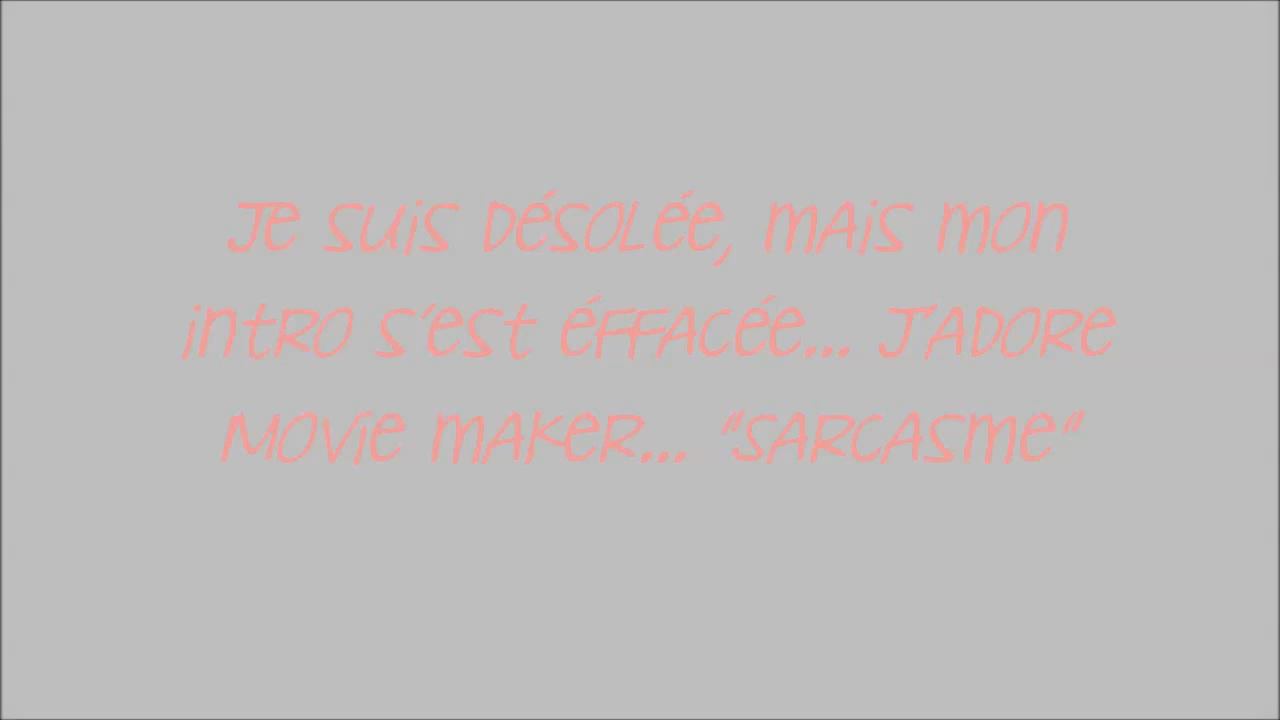 Je suis désolée, mais mon
intro s'est éffacée... J'adore
Movie maker... "sarcasme"